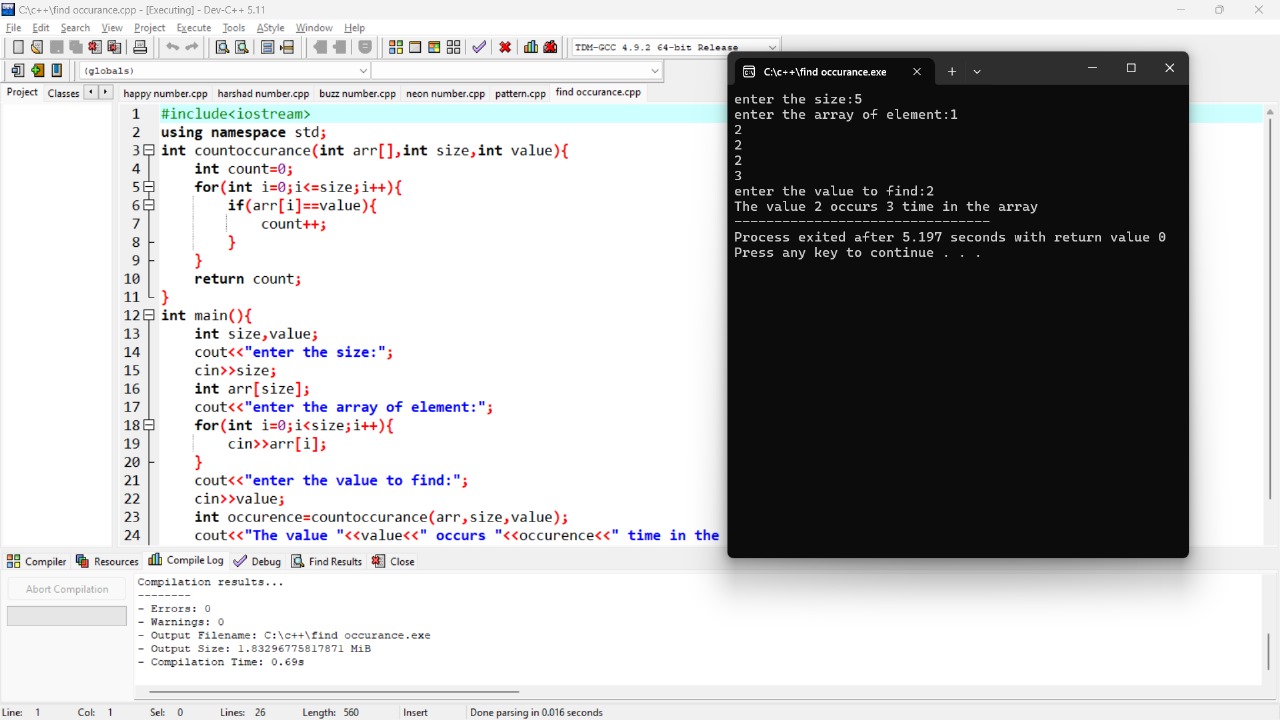 C:\c++\find occurance.cpp - [Executing] - Dev-C++ 5.11
File Edit Search View Project Execute Tools AStyle Window Help
TDM-GCC 4.9.2 64-bit Release
(globals)
Project Classes
happy number.cpp harshad number.cpp buzz number.cpp neon number.cpp pattern.cpp find occurance.cpp
1 #include<iostream>
2 using namespace std;
3 int countoccurance(int arr[],int size,int value){
4 int count=0;
5 for(int i=0;i<=size;i++){
6 if(arr[i]==value){
7 count++;
8 }
9 }
10 return count;
11 }
12 int main(){
13 int size,value;
14 cout<<"enter the size:";
15 cin>>size;
16 int arr[size];
17 cout<<"enter the array of element:";
18 for(int i=0;i<size;i++){
19 cin>>arr[i];
20 }
21 cout<<"enter the value to find:";
22 cin>>value;
23 int occurence=countoccurance(arr,size,value);
24 cout<<"The value "<<value<<" occurs "<<occurence<<" time in the
C:\c++\find occurance.exe
enter the size:5
enter the array of element:1
2
2
2
3
enter the value to find:2
The value 2 occurs 3 time in the array
--------------------------------
Process exited after 5.197 seconds with return value 0
Press any key to continue . . .
Compiler Resources Compile Log Debug Find Results Close
Abort Compilation
Compilation results...
--------
- Errors: 0
- Warnings: 0
- Output Filename: C:\c++\find occurance.exe
- Output Size: 1.83296775817871 MiB
- Compilation Time: 0.69s
Line: 1 Col: 1 Sel: 0 Lines: 26 Length: 560 Insert Done parsing in 0.016 seconds